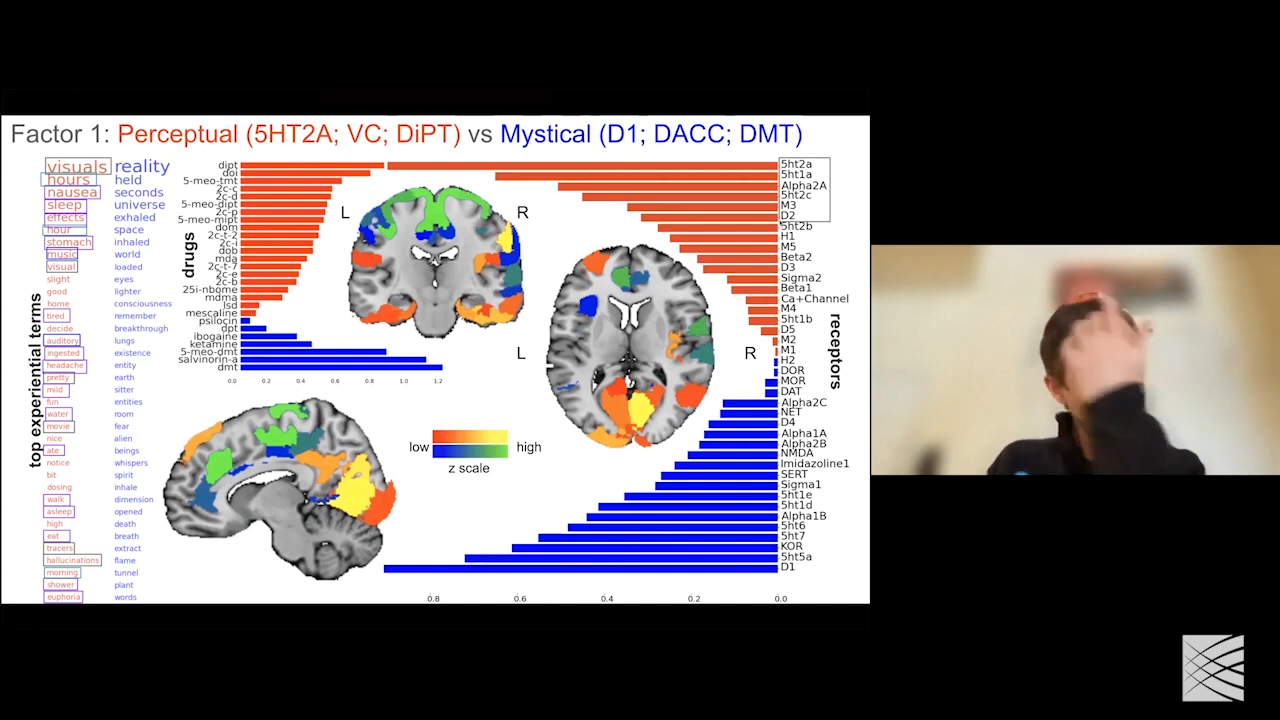 Factor 1: Perceptual (5HT2A; VC; DiPT) vs Mystical (D1; DACC; DMT)
top experiential terms
visuals reality
hours held
nausea seconds
sleep universe
effects exhaled
hour space
stomach inhaled
music world
visual loaded
slight eyes
good lighter
home consciousness
tired remember
decide breakthrough
auditory lungs
ingested existence
headache entity
pretty earth
mild sitter
fun entities
water room
movie fear
nice alien
ate beings
notice whispers
bit spirit
dosing inhale
walk dimension
asleep opened
high death
eat breath
tracers extract
hallucinations flame
morning tunnel
shower plant
euphoria words
drugs
dipt
doi
5-meo-tmt
2c-c
2c-d
5-meo-dipt
2c-p
5-meo-mipt
dom
2c-t-2
2c-i
dob
mda
2c-t-7
2c-e
2c-b
25i-nbome
mdma
lsd
mescaline
psilocin
dpt
ibogaine
ketamine
5-meo-dmt
salvinorin-a
dmt
0.0 0.2 0.4 0.6 0.8 1.0 1.2
L R
L R
low high
z scale
5ht2a
5ht1a
Alpha2A
5ht2c
M3
D2
5ht2b
H1
M5
Beta2
D3
Sigma2
Beta1
Ca+Channel
M4
5ht1b
D5
M2
M1
H2
DOR
MOR
DAT
Alpha2C
NET
D4
Alpha1A
Alpha2B
NMDA
Imidazoline1
SERT
Sigma1
5ht1e
5ht1d
Alpha1B
5ht6
5ht7
KOR
5ht5a
D1
receptors
0.8 0.6 0.4 0.2 0.0